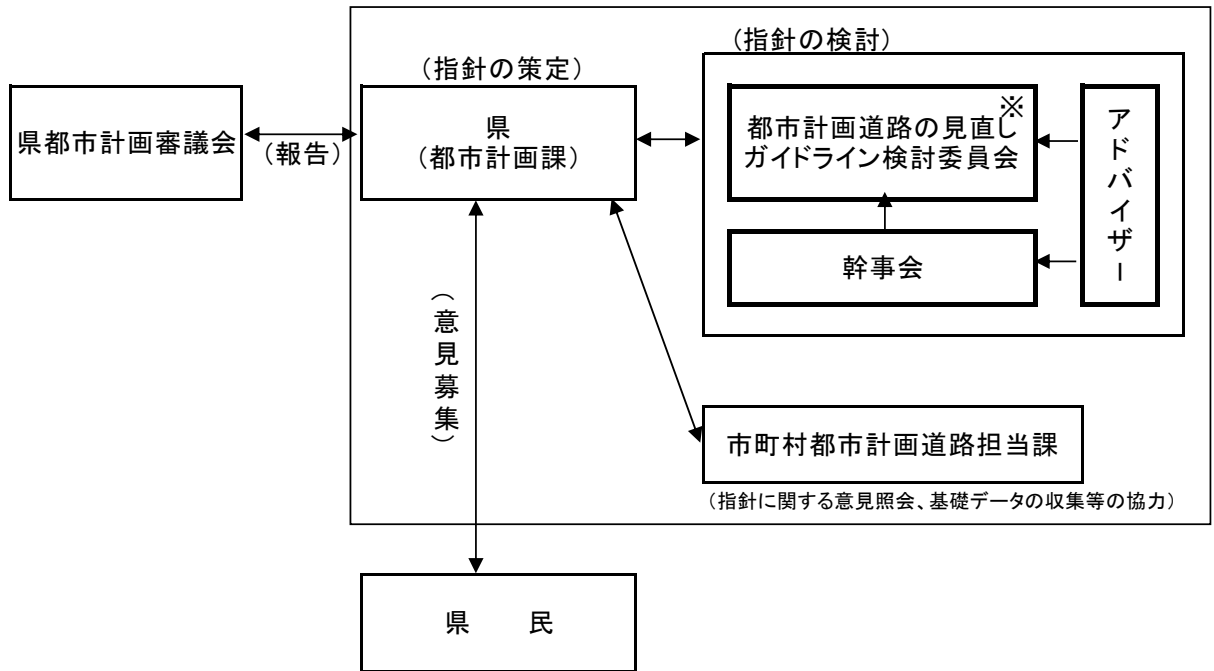 （指針の検討）
（指針の策定）
県都市計画審議会
（報告）
県
（都市計画課）
※
都市計画道路の見直し
ガイドライン検討委員会
アドバイザー
幹事会
（意見募集）
市町村都市計画道路担当課
（指針に関する意見照会、基礎データの収集等の協力）
県　　民